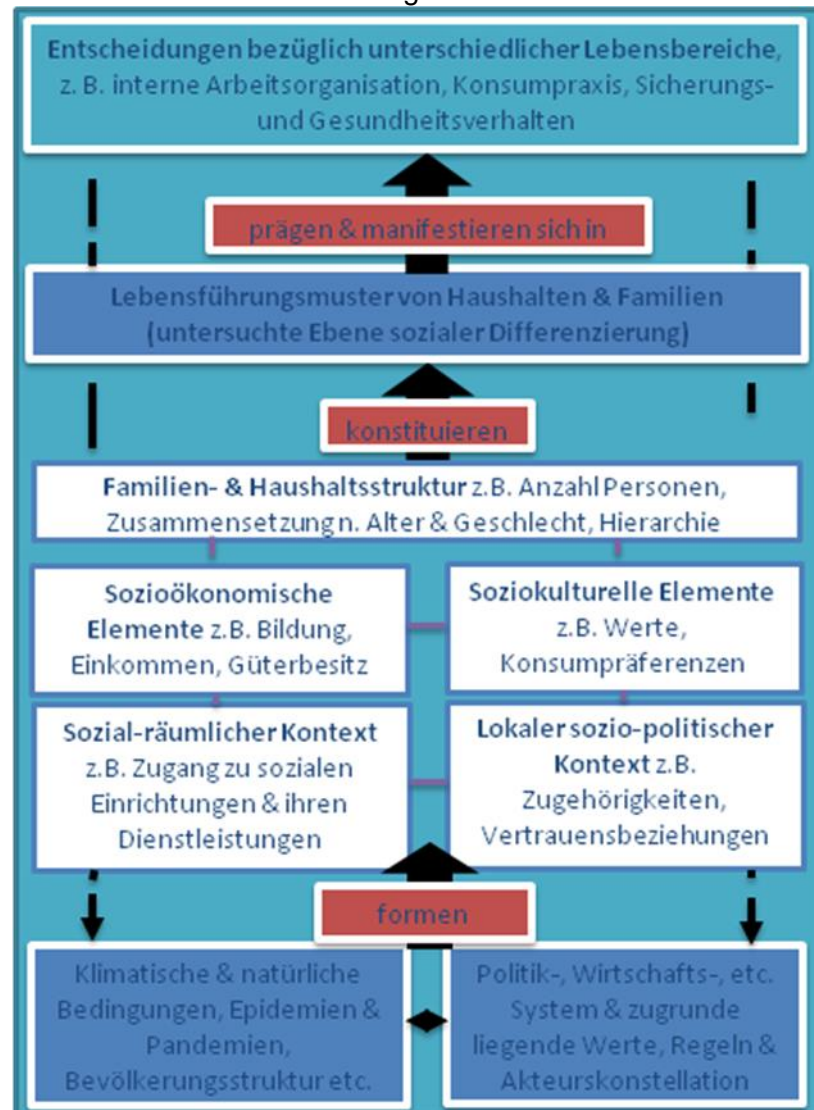 Entscheidungen bezüglich unterschiedlicher Lebensbereiche,
z. B. interne Arbeitsorganisation, Konsumpraxis, Sicherungs-
und Gesundheitsverhalten
prägen & manifestieren sich in
Lebensführungsmuster von Haushalten & Familien
(untersuchte Ebene sozialer Differenzierung)
konstituieren
Familien- & Haushaltsstruktur z.B. Anzahl Personen,
Zusammensetzung n. Alter & Geschlecht, Hierarchie
Sozioökonomische
Elemente z.B. Bildung,
Einkommen, Güterbesitz
Soziokulturelle Elemente
z.B. Werte,
Konsumpräferenzen
Sozial-räumlicher Kontext
z.B. Zugang zu sozialen
Einrichtungen & ihren
Dienstleistungen
Lokaler sozio-politischer
Kontext z.B.
Zugehörigkeiten,
Vertrauensbeziehungen
formen
Klimatische & natürliche
Bedingungen, Epidemien &
Pandemien,
Bevölkerungsstruktur etc.
Politik-, Wirtschafts-, etc.
System & zugrunde
liegende Werte, Regeln &
Akteurskonstellation